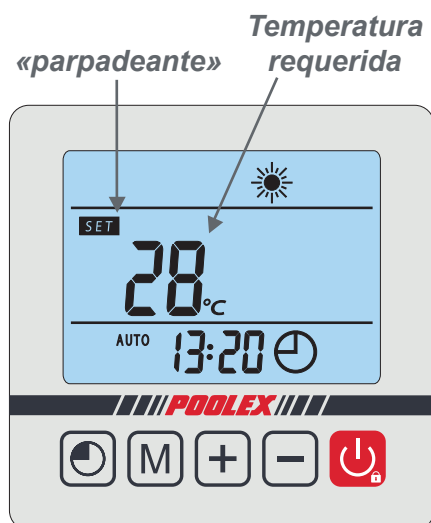 Temperatura
«parpadeante» requerida
SET
28°C
AUTO 13:20
POOLEX
M + −